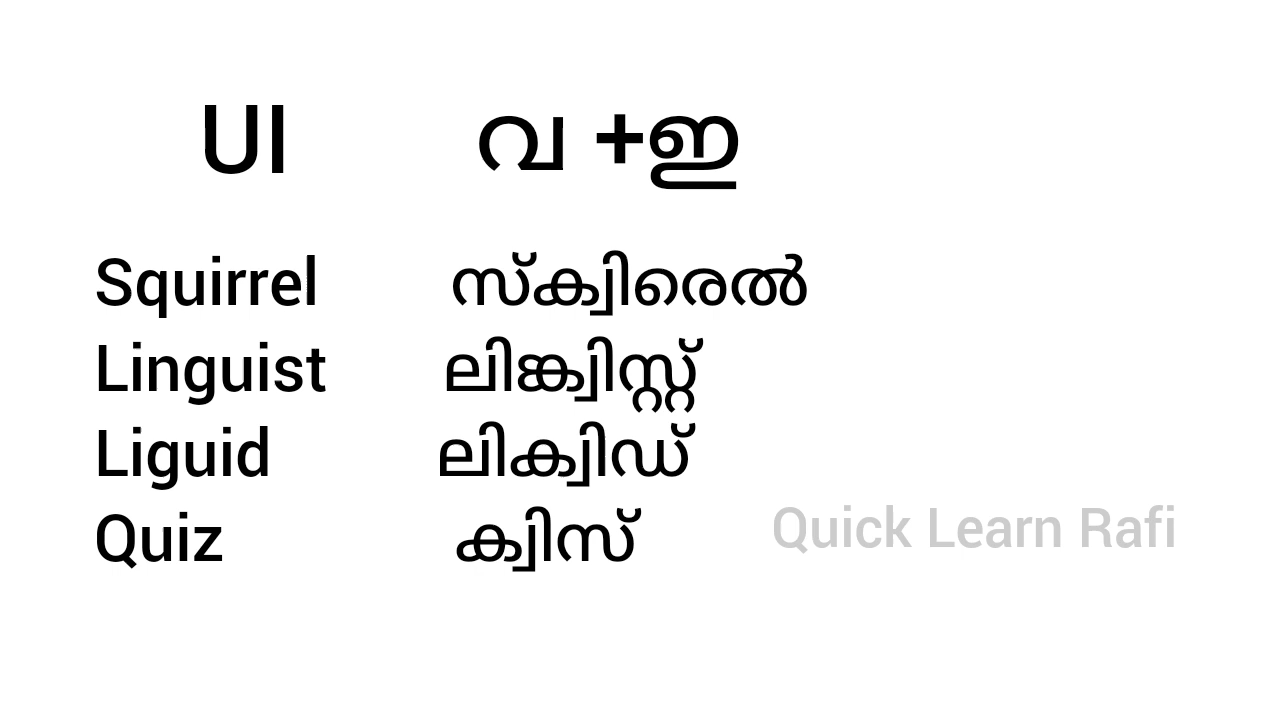 UI വ +ഇ
Squirrel സ്ക്വിരെൽ
Linguist ലിങ്ക്വിസ്റ്റ്
Liguid ലിക്വിഡ്
Quiz ക്വിസ്
Quick Learn Rafi